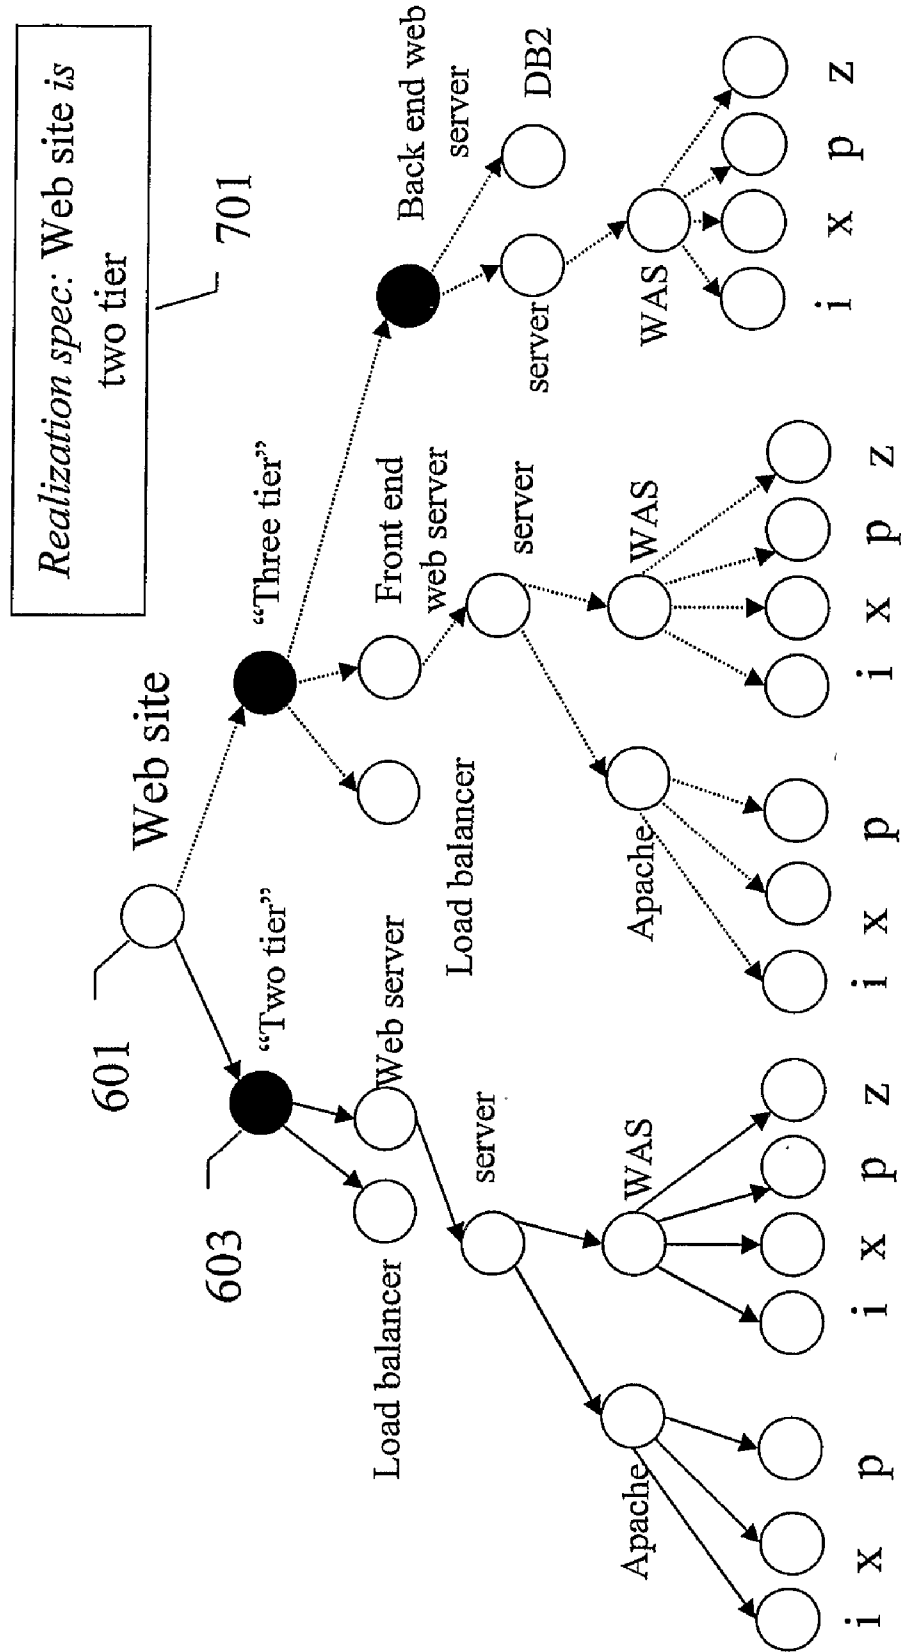 Realization spec: Web site is
two tier
701
Web site
601
"Two tier"
603
"Three tier"
Load balancer
Web server
Load balancer
Front end
web server
Back end web
server
server
server
server
DB2
Apache
WAS
Apache
WAS
WAS
i x p
i x p z
i x p
i x p z
i x p z